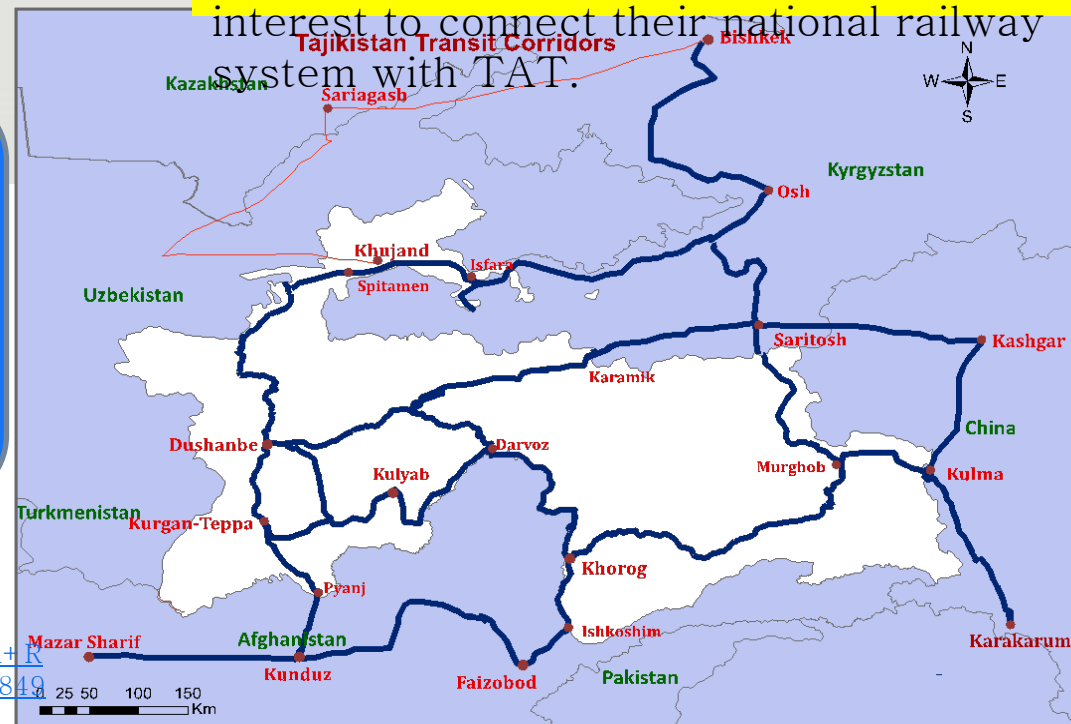 interest to connect their national railway
system with TAT.
Tajikistan Transit Corridors
Bishkek
N
W E
S
Kazakhstan
Sariagash
Kyrgyzstan
Osh
Khujand
Isfara
Spitamen
Uzbekistan
Saritosh
Kashgar
Karamik
China
Dushanbe
Darvoz
Murghob
Kulma
Kulyab
Turkmenistan
Kurgan-Teppa
Khorog
Pyanj
Ishkoshim
Karakarum
Mazar Sharif
Afghanistan
Kunduz
Faizobod
Pakistan
+ R
849
0 25 50 100 150
Km